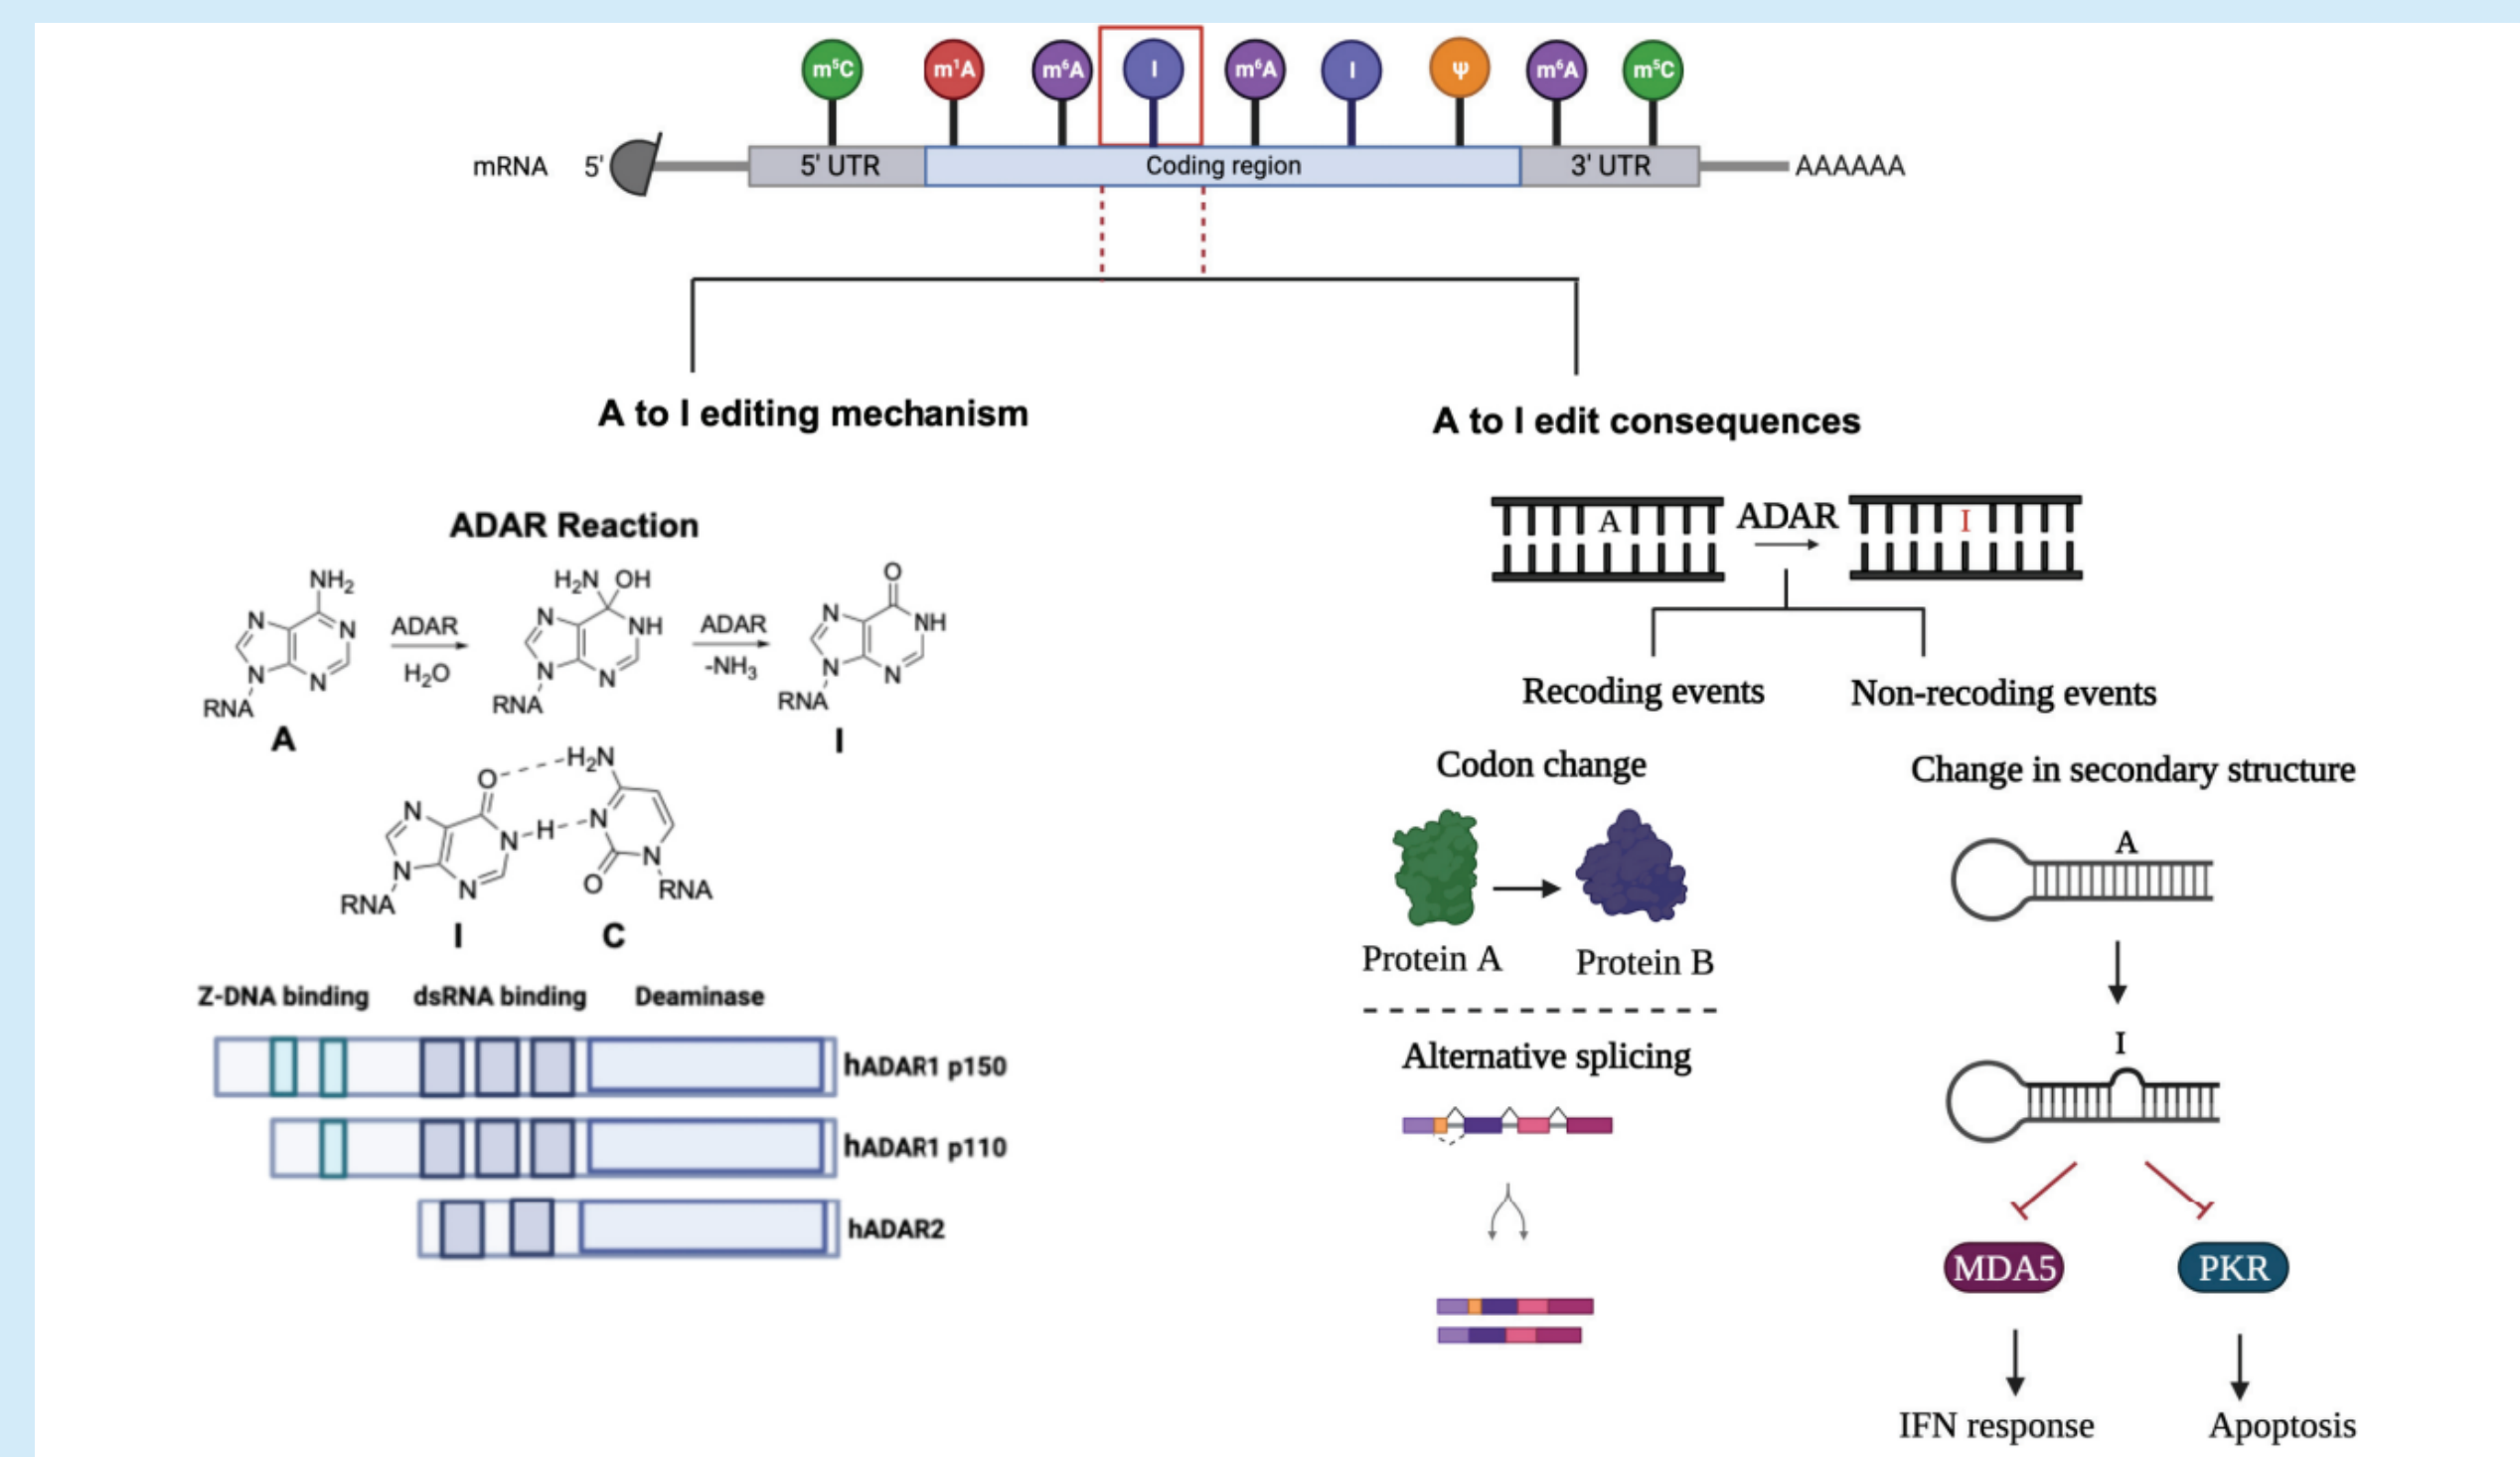 m⁵C m¹A m⁶A I m⁶A I ψ m⁶A m⁵C
mRNA 5' 5' UTR Coding region 3' UTR AAAAAA
A to I editing mechanism
ADAR Reaction
NH₂
N
N
N
N
RNA
A
ADAR
H₂O
H₂N OH
N
NH
N
N
RNA
ADAR
-NH₃
O
N
NH
N
N
RNA
I
O
H₂N
N
N
H
N
N
N
RNA
O
N
RNA
I
C
Z-DNA binding dsRNA binding Deaminase
hADAR1 p150
hADAR1 p110
hADAR2
A to I edit consequences
A ADAR I
Recoding events Non-recoding events
Codon change
Protein A Protein B
Alternative splicing
Change in secondary structure
A
I
MDA5 PKR
IFN response Apoptosis